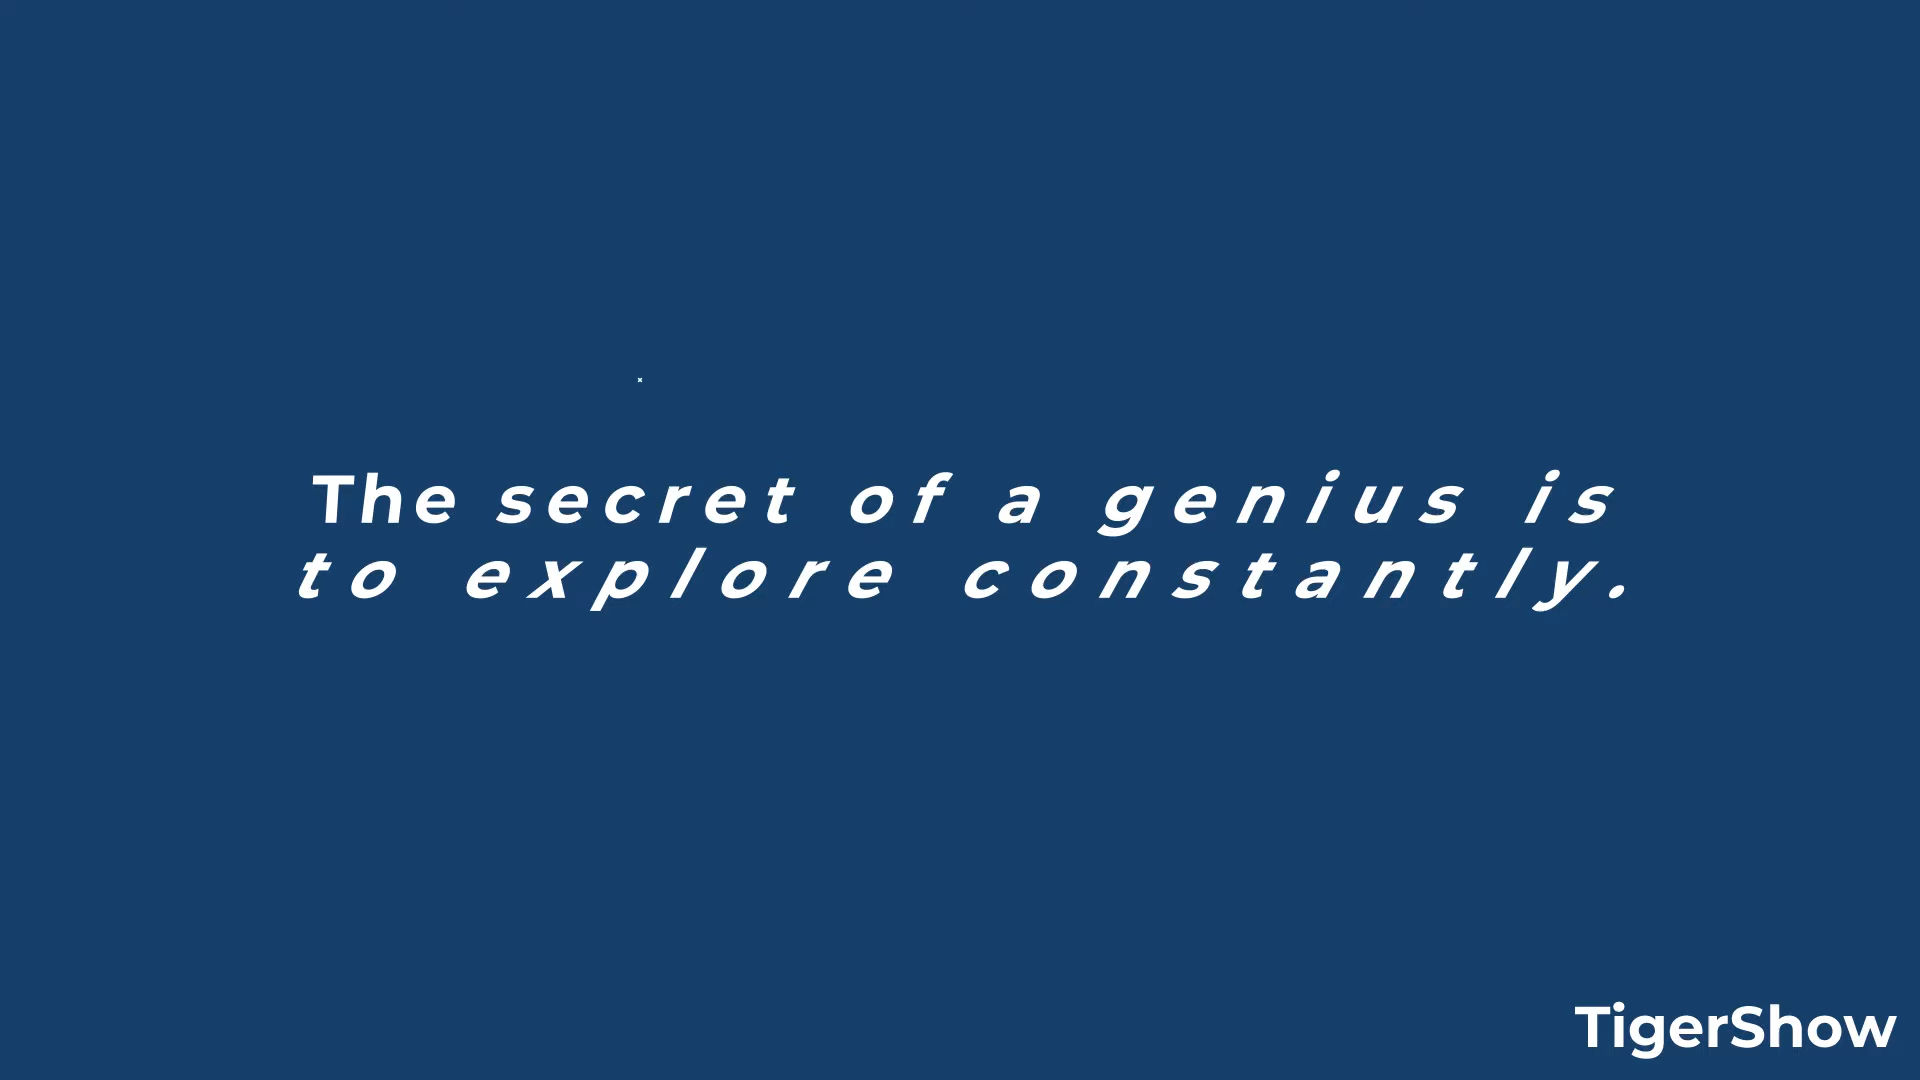 The secret of a genius is
to explore constantly.
TigerShow